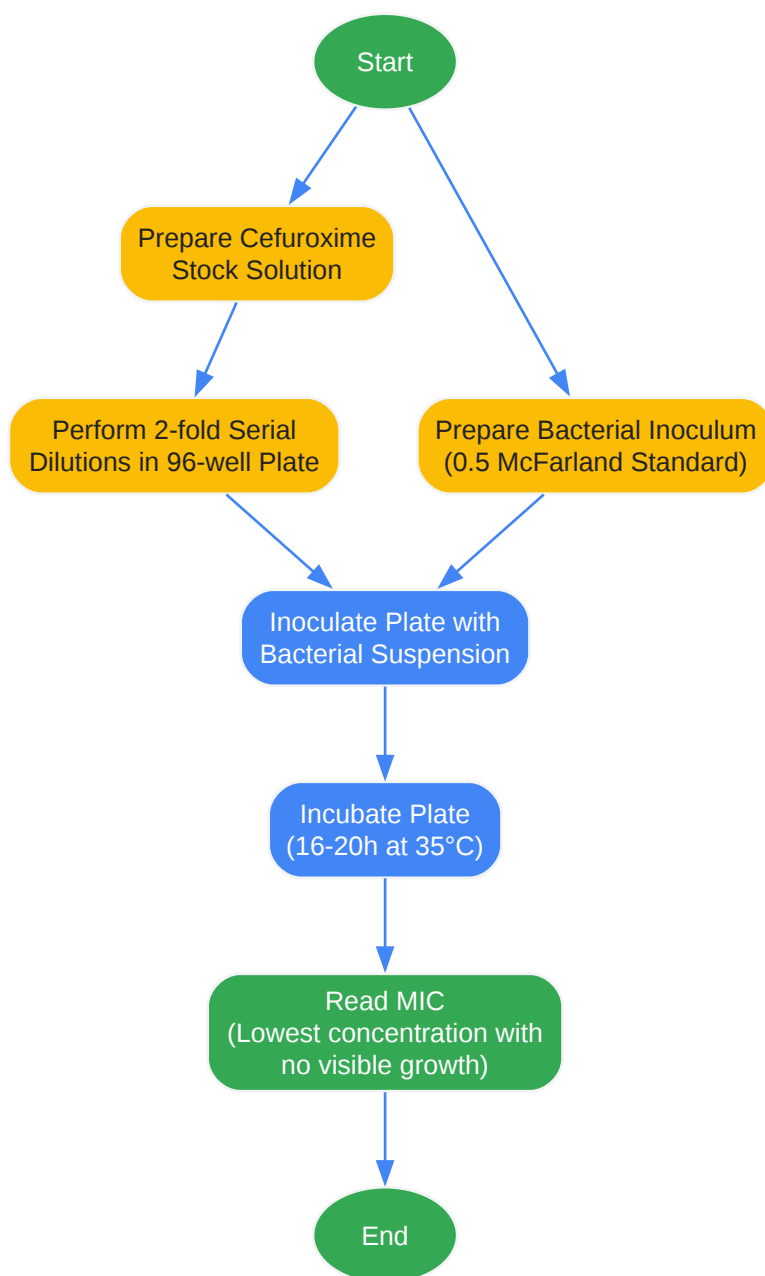 Start
Prepare Cefuroxime
Stock Solution
Perform 2-fold Serial
Dilutions in 96-well Plate
Prepare Bacterial Inoculum
(0.5 McFarland Standard)
Inoculate Plate with
Bacterial Suspension
Incubate Plate
(16-20h at 35°C)
Read MIC
(Lowest concentration with
no visible growth)
End